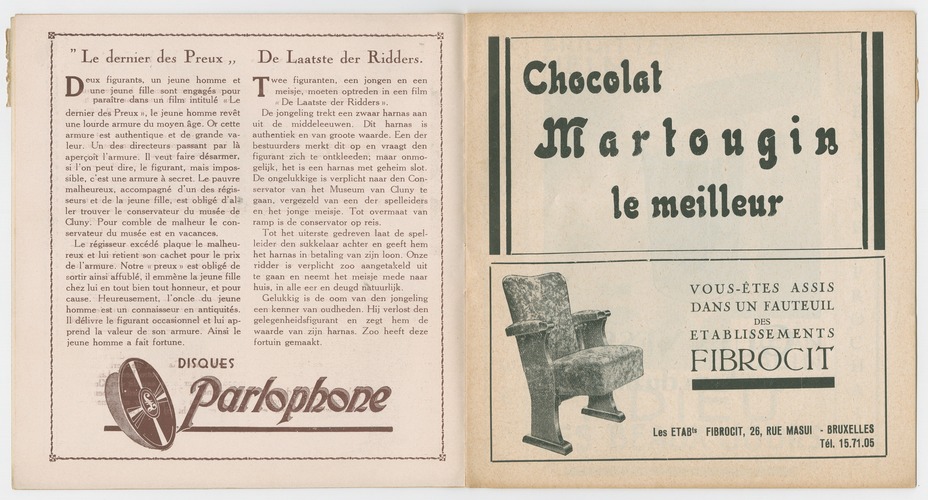 " Le dernier des Preux „
Deux figurants, un jeune homme et
une jeune fille sont engagés pour
paraître dans un film intitulé « Le
dernier des Preux », le jeune homme revêt
une lourde armure du moyen âge. Or cette
armure est authentique et de grande va-
leur. Un des directeurs passant par là
aperçoit l'armure. Il veut faire désarmer,
si l'on peut dire, le figurant, mais impos-
sible, c'est une armure à secret. Le pauvre
malheureux, accompagné d'un des régis-
seurs et de la jeune fille, est obligé d'al-
ler trouver le conservateur du musée de
Cluny. Pour comble de malheur le con-
servateur du musée est en vacances.
Le régisseur excédé plaque le malheu-
reux et lui retient son cachet pour le prix
de l'armure. Notre « preux » est obligé de
sortir ainsi affublé, il emmène la jeune fille
chez lui en tout bien tout honneur, et pour
cause. Heureusement, l'oncle du jeune
homme est un connaisseur en antiquités.
Il délivre le figurant occasionnel et lui ap-
prend la valeur de son armure. Ainsi le
jeune homme a fait fortune.
De Laatste der Ridders.
Twee figuranten, een jongen en een
meisje, moeten optreden in een film
« De Laatste der Ridders ».
De jongeling trekt een zwaar harnas aan
uit de middeleeuwen. Dit harnas is
authentiek en van groote waarde. Een der
bestuurders merkt dit op en vraagt den
figurant zich te ontkleeden; maar onmo-
gelijk, het is een harnas met geheim slot.
De ongelukkige is verplicht naar den Con-
servator van het Museum van Cluny te
gaan, vergezeld van een der spelleiders
en het jonge meisje. Tot overmaat van
ramp is de conservator op reis.
Tot het uiterste gedreven laat de spel-
leider den sukkelaar achter en geeft hem
het harnas in betaling van zijn loon. Onze
ridder is verplicht zoo aangetakeld uit
te gaan en neemt het meisje mede naar
huis, in alle eer en deugd natuurlijk.
Gelukkig is de oom van den jongeling
een kenner van oudheden. Hij verlost den
gelegenheidsfigurant en zegt hem de
waarde van zijn harnas. Zoo heeft deze
fortuin gemaakt.
DISQUES
Parlophone
Chocolat
Martougin
le meilleur
VOUS-ÊTES ASSIS
DANS UN FAUTEUIL
DES
ETABLISSEMENTS
FIBROCIT
Les ETABts FIBROCIT, 26, RUE MASUI - BRUXELLES
Tél. 15.71.05